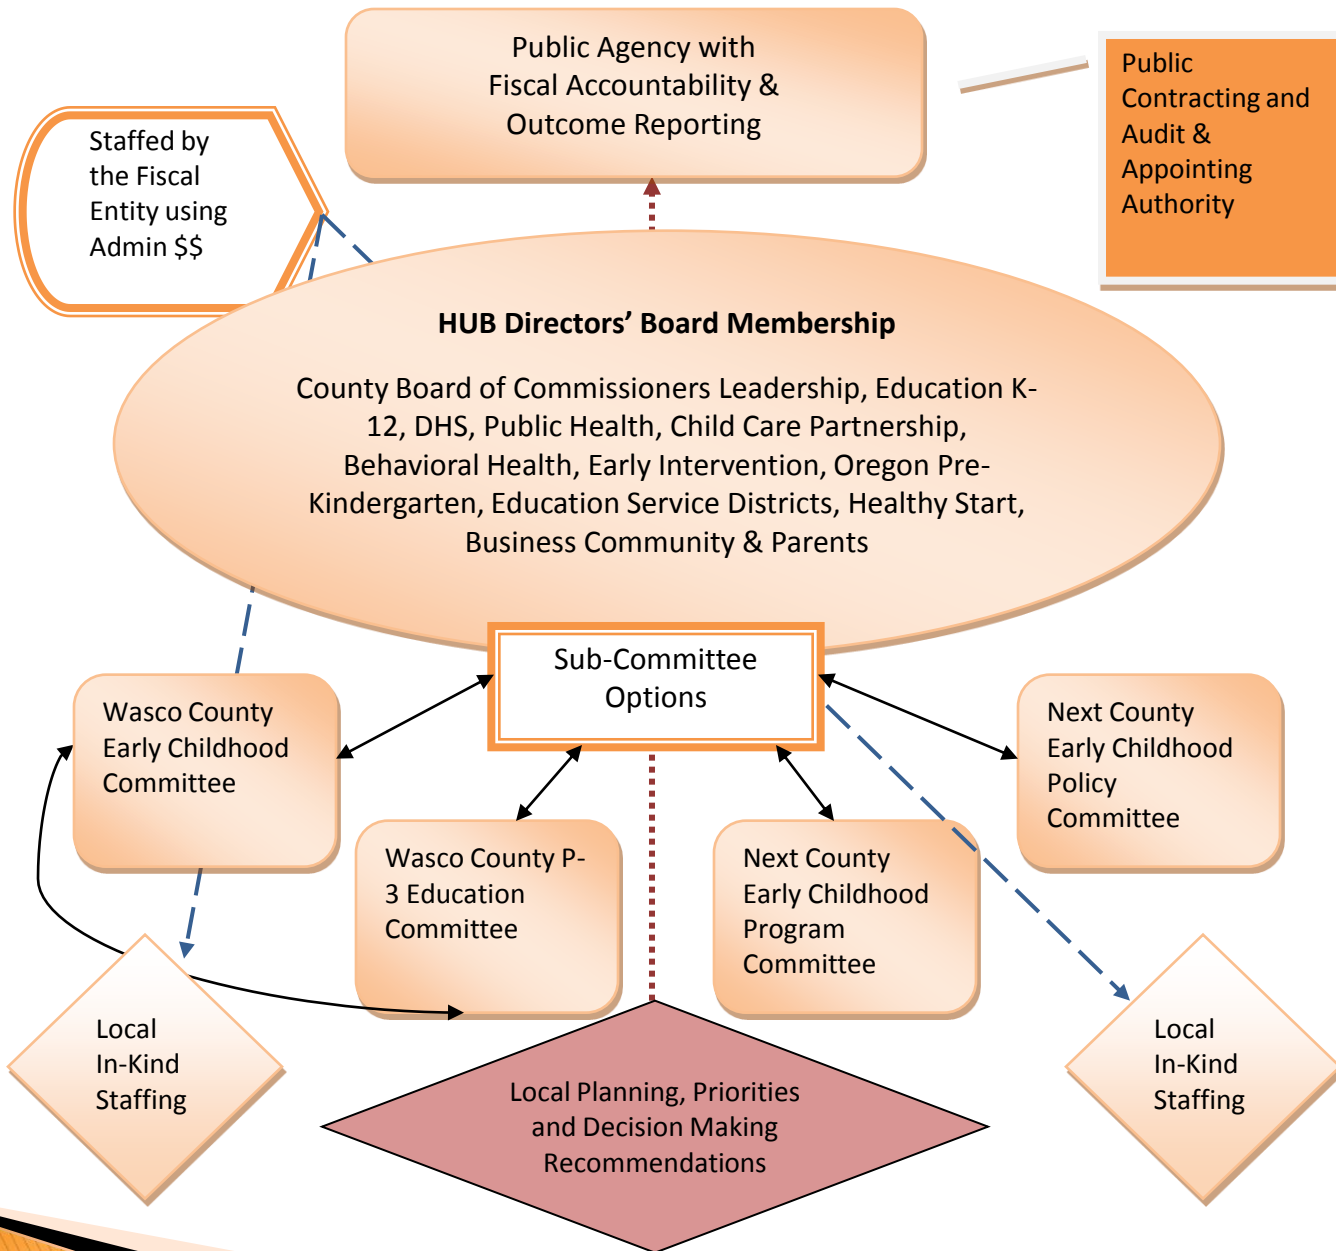 Public Agency with
Fiscal Accountability &
Outcome Reporting
Public
Contracting and
Audit &
Appointing
Authority
Staffed by
the Fiscal
Entity using
Admin $$
HUB Directors’ Board Membership
County Board of Commissioners Leadership, Education K-
12, DHS, Public Health, Child Care Partnership,
Behavioral Health, Early Intervention, Oregon Pre-
Kindergarten, Education Service Districts, Healthy Start,
Business Community & Parents
Sub-Committee
Options
Wasco County
Early Childhood
Committee
Next County
Early Childhood
Policy
Committee
Wasco County P-
3 Education
Committee
Next County
Early Childhood
Program
Committee
Local
In-Kind
Staffing
Local Planning, Priorities
and Decision Making
Recommendations
Local
In-Kind
Staffing